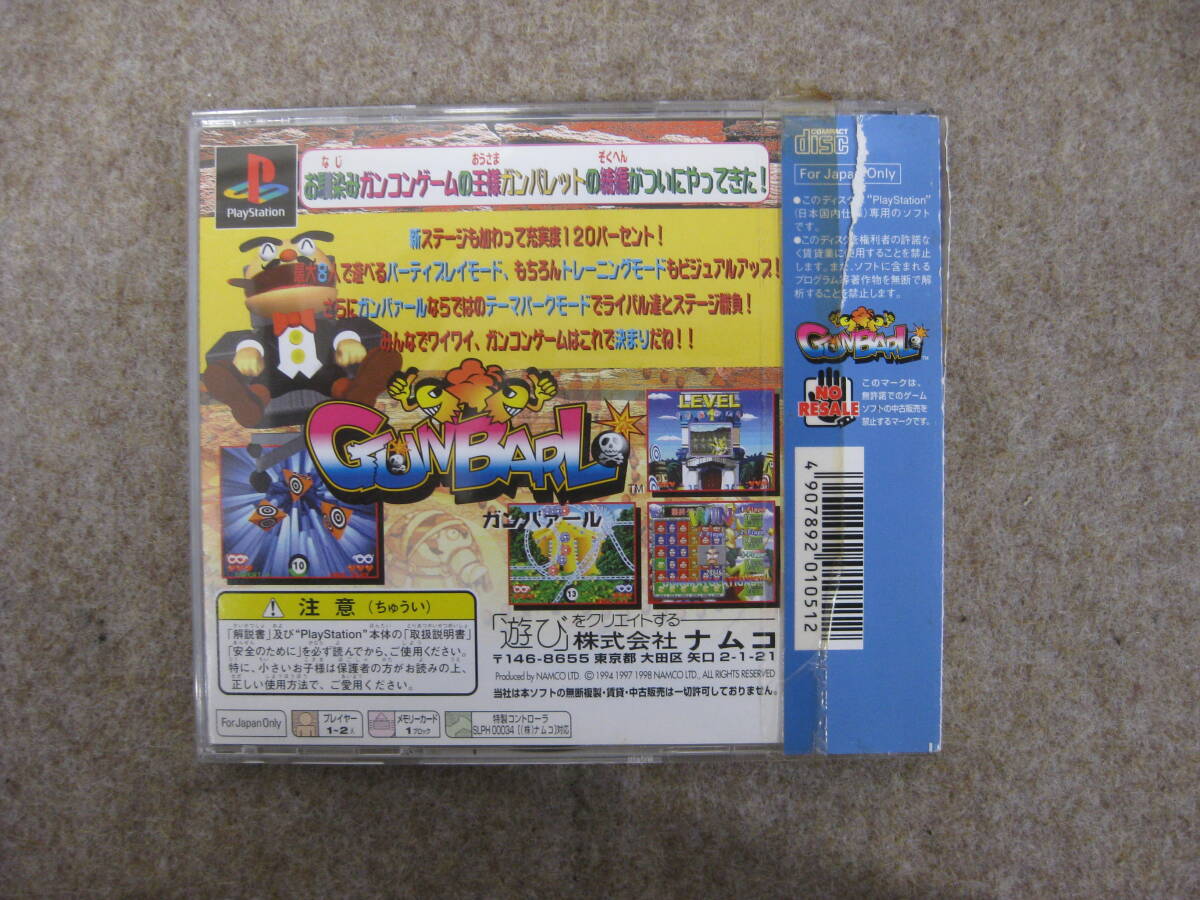 PlayStation
なじ おうさま ぞくへん
お馴染みガンコンゲームの王様ガンバレットの続編がついにやってきた！
新ステージも加わって充実度120パーセント！
最大8人で遊べるパーティプレイモード、もちろんトレーニングモードもビジュアルアップ！
さらにガンバァールならではのテーマパークモードでライバル達とステージ勝負！
みんなでワイワイ、ガンコンゲームはこれで決まりだね！！
GUNBARL
TM
ガンバァール
LEVEL
10
13
WIN
注意（ちゅうい）
「解説書」及び"PlayStation"本体の「取扱説明書」
「安全のために」を必ず読んでから、ご使用ください。
特に、小さいお子様は保護者の方がお読みの上、
正しい使用方法で、ご愛用ください。
「遊び」をクリエイトする
株式会社ナムコ
〒146-8655 東京都 大田区 矢口 2-1-21
Produced by NAMCO LTD. © 1994 1997 1998 NAMCO LTD., ALL RIGHTS RESERVED
当社は本ソフトの無断複製・賃貸・中古販売は一切許可しておりません。
For Japan Only
プレイヤー
1~2人
メモリーカード
1ブロック
特製コントローラ
SLPH 00034［(株)ナムコ］対応
COMPACT
disc
For Japan Only
●このディスクは"PlayStation"
（日本国内仕様）専用のソフト
です。
●このディスクを権利者の許諾な
く賃貸業に使用することを禁止
します。また、ソフトに含まれる
プログラム等著作物を無断で解
析することを禁止します。
GUNBARL
TM
NO
RESALE
このマークは、
無許諾でのゲーム
ソフトの中古販売を
禁止するマークです。
4 907892 010512